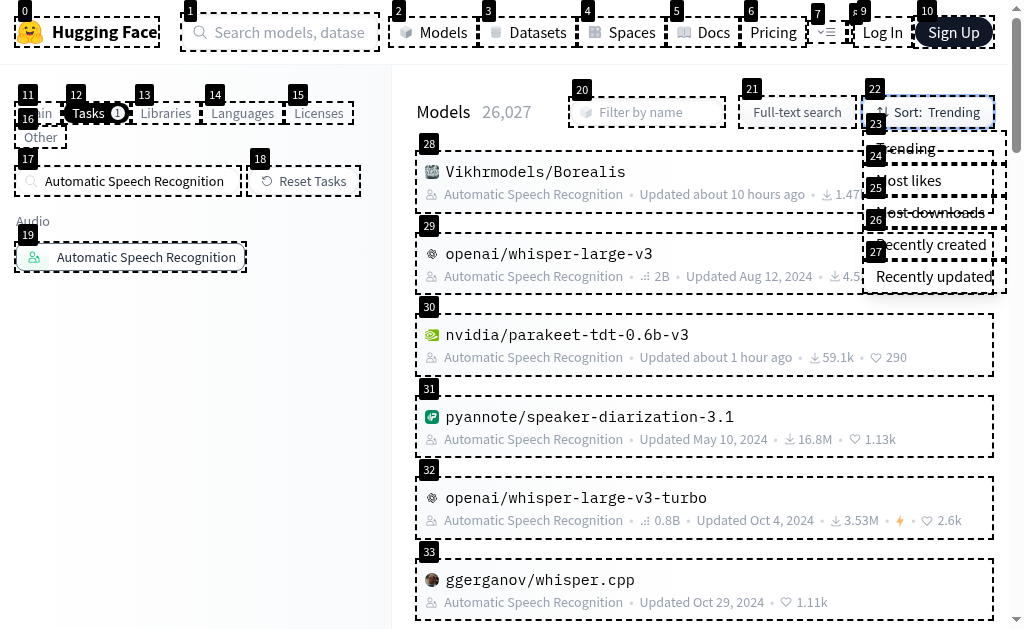 0 1 2 3 4 5 6 7 8 9 10
Hugging Face Search models, datase Models Datasets Spaces Docs Pricing Log In Sign Up
11 12 13 14 15
Tasks 1 Libraries Languages Licenses
16
Other
17 18
Automatic Speech Recognition Reset Tasks
Audio
19
Automatic Speech Recognition
20 21 22
Models 26,027 Filter by name Full-text search Sort: Trending
23
Trending
24
Most likes
25
Most downloads
26
Recently created
27
Recently updated
28
Vikhrmodels/Borealis
Automatic Speech Recognition • Updated about 10 hours ago • 1.47
29
openai/whisper-large-v3
Automatic Speech Recognition • 2B • Updated Aug 12, 2024 • 4.5
30
nvidia/parakeet-tdt-0.6b-v3
Automatic Speech Recognition • Updated about 1 hour ago • 59.1k • 290
31
pyannote/speaker-diarization-3.1
Automatic Speech Recognition • Updated May 10, 2024 • 16.8M • 1.13k
32
openai/whisper-large-v3-turbo
Automatic Speech Recognition • 0.8B • Updated Oct 4, 2024 • 3.53M • 2.6k
33
ggerganov/whisper.cpp
Automatic Speech Recognition • Updated Oct 29, 2024 • 1.11k